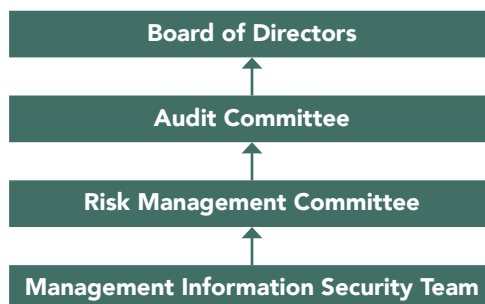 Board of Directors
Audit Committee
Risk Management Committee
Management Information Security Team